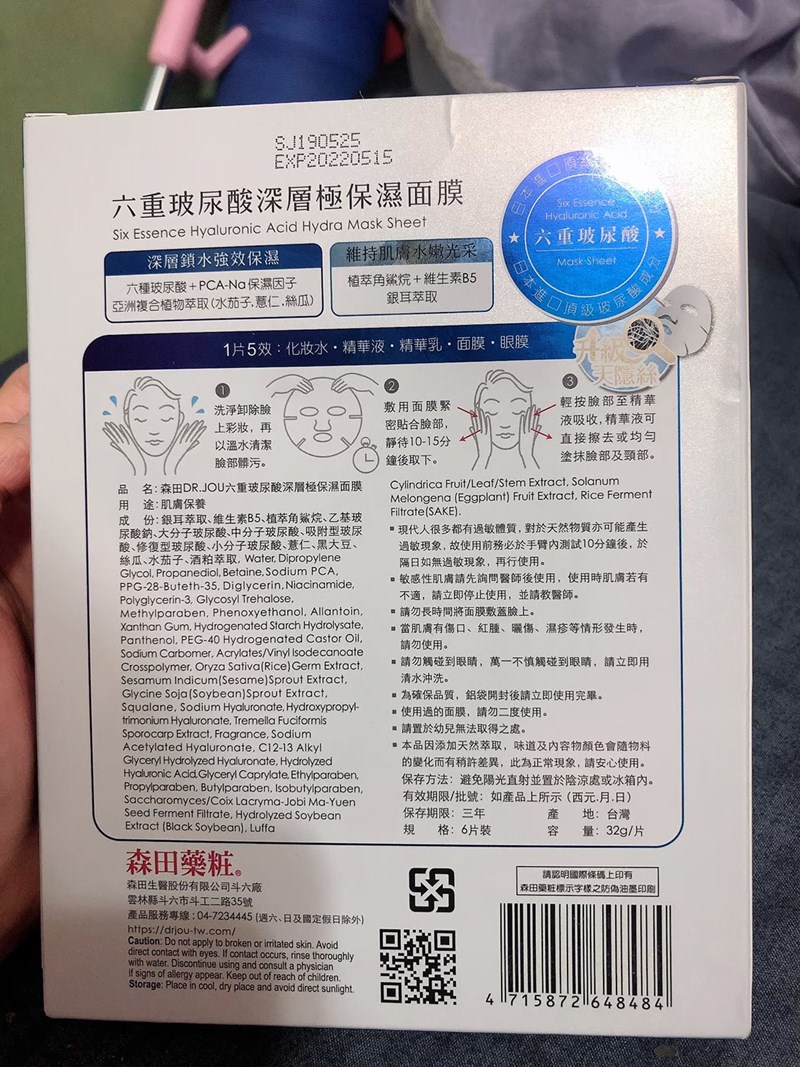 SJ190525
EXP20220515
六重玻尿酸深層極保濕面膜
Six Essence Hyaluronic Acid Hydra Mask Sheet
日本進口頂級
Six Essence
Hyaluronic Acid
★ 六重玻尿酸 ★
Mask Sheet
日本進口頂級玻尿酸成分
升級
天隱絲
深層鎖水強效保濕
六種玻尿酸+PCA-Na保濕因子
亞洲複合植物萃取(水茄子.薏仁.絲瓜)
維持肌膚水嫩光采
植萃角鯊烷+維生素B5
銀耳萃取
1片5效:化妝水·精華液·精華乳·面膜·眼膜
1
洗淨卸除臉
上彩妝,再
以溫水清潔
臉部髒污。
2
敷用面膜緊
密貼合臉部,
靜待10-15分
鐘後取下。
3
輕按臉部至精華
液吸收,精華液可
直接擦去或均勻
塗抹臉部及頸部。
品 名:森田DR.JOU六重玻尿酸深層極保濕面膜
用 途:肌膚保養
成 份:銀耳萃取、維生素B5、植萃角鯊烷、乙基玻
尿酸鈉、大分子玻尿酸、中分子玻尿酸、吸附型玻尿
酸、修復型玻尿酸、小分子玻尿酸、薏仁、黑大豆、
絲瓜、水茄子、酒粕萃取, Water, Dipropylene
Glycol, Propanediol, Betaine, Sodium PCA,
PPG-28-Buteth-35, Diglycerin, Niacinamide,
Polyglycerin-3, Glycosyl Trehalose,
Methylparaben, Phenoxyethanol, Allantoin,
Xanthan Gum, Hydrogenated Starch Hydrolysate,
Panthenol, PEG-40 Hydrogenated Castor Oil,
Sodium Carbomer, Acrylates/Vinyl Isodecanoate
Crosspolymer, Oryza Sativa(Rice)Germ Extract,
Sesamum Indicum(Sesame)Sprout Extract,
Glycine Soja(Soybean)Sprout Extract,
Squalane, Sodium Hyaluronate, Hydroxypropyl-
trimonium Hyaluronate, Tremella Fuciformis
Sporocarp Extract, Fragrance, Sodium
Acetylated Hyaluronate, C12-13 Alkyl
Glyceryl Hydrolyzed Hyaluronate, Hydrolyzed
Hyaluronic Acid,Glyceryl Caprylate, Ethylparaben,
Propylparaben, Butylparaben, Isobutylparaben,
Saccharomyces/Coix Lacryma-Jobi Ma-Yuen
Seed Ferment Filtrate, Hydrolyzed Soybean
Extract (Black Soybean), Luffa
Cylindrica Fruit/Leaf/Stem Extract, Solanum
Melongena (Eggplant) Fruit Extract, Rice Ferment
Filtrate(SAKE).
▪ 現代人很多都有過敏體質,對於天然物質亦可能產生
過敏現象,故使用前務必於手臂內測試10分鐘後,於
隔日如無過敏現象,再行使用。
▪ 敏感性肌膚請先詢問醫師後使用,使用時肌膚若有
不適,請立即停止使用,並請教醫師。
▪ 請勿長時間將面膜敷蓋臉上。
▪ 當肌膚有傷口、紅腫、曬傷、濕疹等情形發生時,
請勿使用。
▪ 請勿觸碰到眼睛,萬一不慎觸碰到眼睛,請立即用
清水沖洗。
▪ 為確保品質,鋁袋開封後請立即使用完畢。
▪ 使用過的面膜,請勿二度使用。
▪ 請置於幼兒無法取得之處。
▪ 本品因添加天然萃取,味道及內容物顏色會隨物料
的變化而有稍許差異,此為正常現象,請安心使用。
保存方法:避免陽光直射並置於陰涼處或冰箱內。
有效期限/批號:如產品上所示(西元.月.日)
保存期限:三年 產 地:台灣
規 格:6片裝 容 量:32g/片
森田藥粧®
森田生醫股份有限公司斗六廠
雲林縣斗六市斗工二路35號
產品服務專線:04-7234445 (週六、日及國定假日除外)
https://drjou-tw.com/
Caution: Do not apply to broken or irritated skin. Avoid
direct contact with eyes. If contact occurs, rinse thoroughly
with water. Discontinue using and consult a physician
if signs of allergy appear. Keep out of reach of children.
Storage: Place in cool, dry place and avoid direct sunlight.
請認明國際條碼上印有
森田藥粧標示字樣之防偽油墨印刷
4 715872 648484